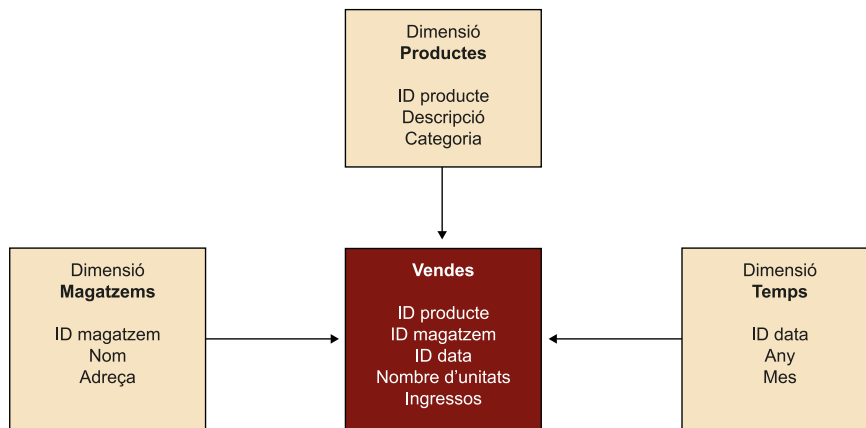 Dimensió
Productes
ID producte
Descripció
Categoria
Dimensió
Magatzems
ID magatzem
Nom
Adreça
Vendes
ID producte
ID magatzem
ID data
Nombre d’unitats
Ingressos
Dimensió
Temps
ID data
Any
Mes